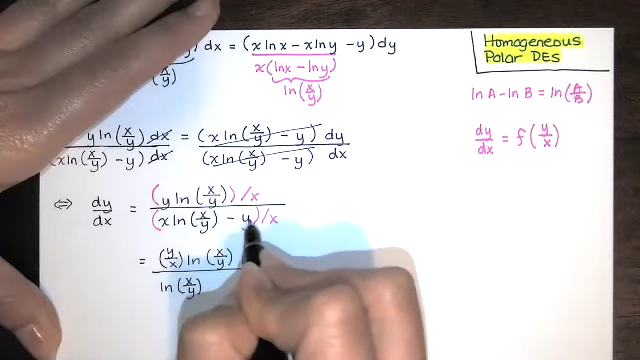 dx = (x ln x - x ln y - y) dy
x (ln x - ln y)
ln(x/y)
Homogeneous
Polar DEs
ln A - ln B = ln(A/B)
dy/dx = f(y/x)
y ln(x/y) dx / (x ln(x/y) - y) dx = (x ln(x/y) - y) dy / (x ln(x/y) - y) dx
⇔ dy/dx = (y ln(x/y))/x / (x ln(x/y) - y)/x
= (y/x) ln(x/y) / ln(x/y)